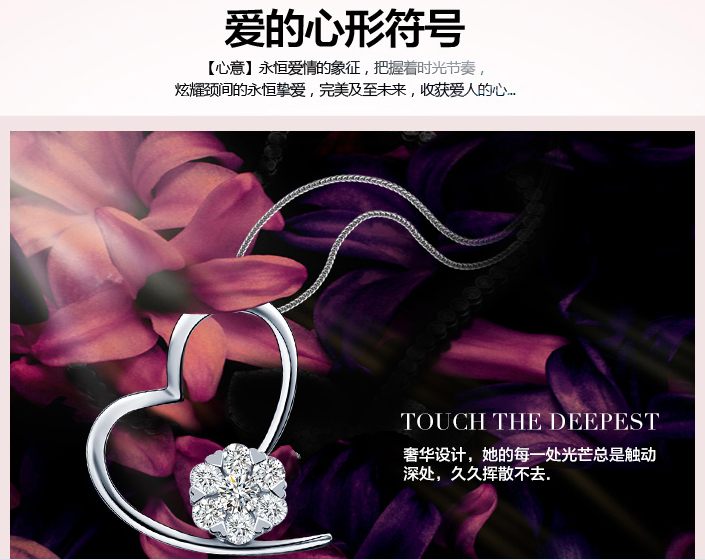 爱的心形符号
【心意】永恒爱情的象征，把握着时光节奏，
炫耀颈间的永恒挚爱，完美及至未来，收获爱人的心...
TOUCH THE DEEPEST
奢华设计，她的每一处光芒总是触动
深处，久久挥散不去.